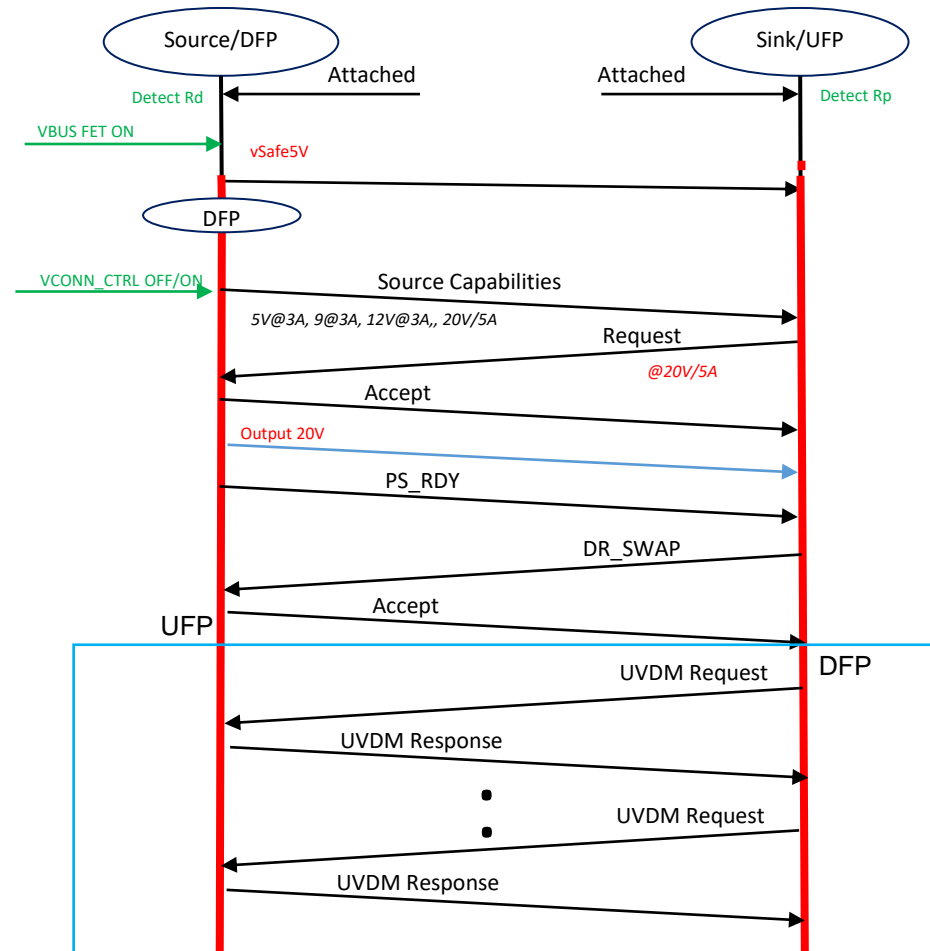 Source/DFP
Sink/UFP
Attached
Attached
Detect Rd
Detect Rp
VBUS FET ON
vSafe5V
DFP
VCONN_CTRL OFF/ON
Source Capabilities
5V@3A, 9@3A, 12V@3A,, 20V/5A
Request
@20V/5A
Accept
Output 20V
PS_RDY
DR_SWAP
Accept
UFP
DFP
UVDM Request
UVDM Response
UVDM Request
UVDM Response